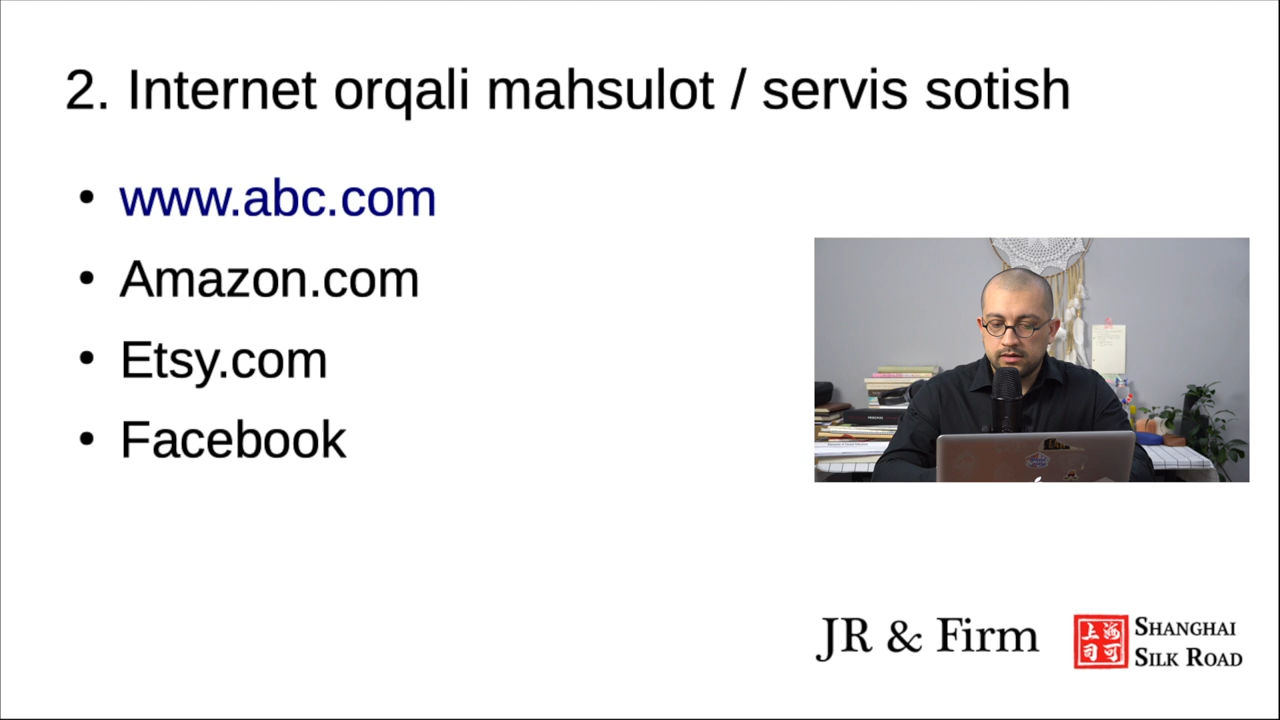 2. Internet orqali mahsulot / servis sotish
• www.abc.com
• Amazon.com
• Etsy.com
• Facebook
JR & Firm
上海
司可
SHANGHAI
SILK ROAD